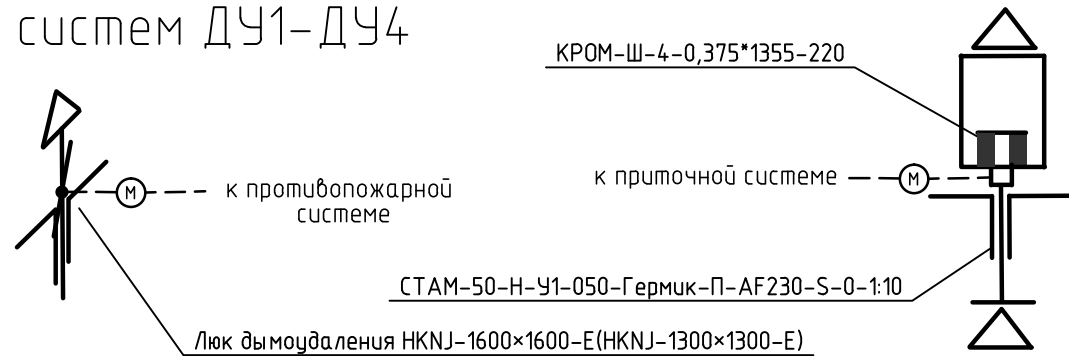 систем ДУ1-ДУ4
КРОМ-Ш-4-0,375*1355-220
М
к противопожарной
системе
к приточной системе
М
СТАМ-50-Н-У1-050-Гермик-П-AF230-S-0-1:10
Люк дымоудаления HKNJ-1600×1600-E(HKNJ-1300×1300-E)